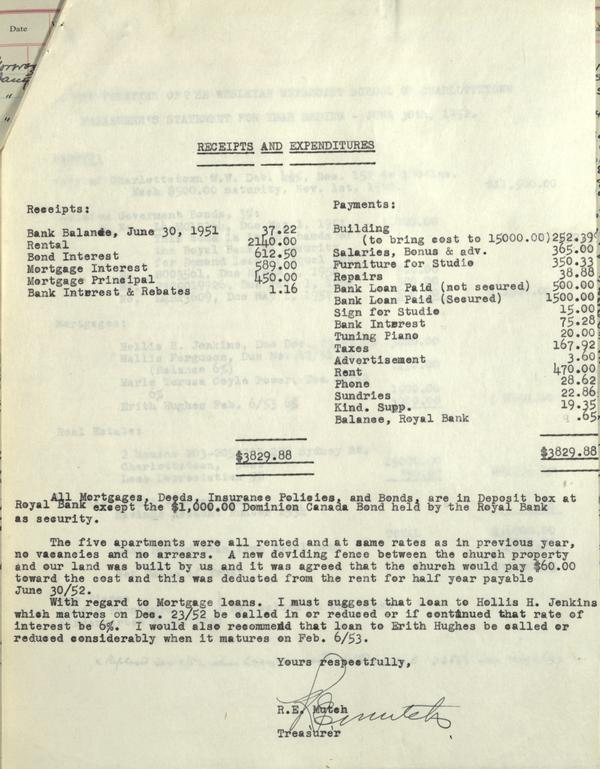 Date
RECEIPTS AND EXPENDITURES
Receipts:
Bank Balance, June 30, 1951 37.22
Rental 2140.00
Bond Interest 612.50
Mortgage Interest 589.00
Mortgage Principal 450.00
Bank Interest & Rebates 1.16
$3829.88
Payments:
Building
(to bring cost to 15000.00)252.39
Salaries, Bonus & adv. 365.00
Furniture for Studio 350.33
Repairs 38.88
Bank Loan Paid (not secured) 500.00
Bank Loan Paid (Secured) 1500.00
Sign for Studio 15.00
Bank Interest 75.28
Tuning Piano 20.00
Taxes 167.92
Advertisement 3.60
Rent 470.00
Phone 28.62
Sundries 22.86
Kind. Supp. 19.35
Balance, Royal Bank .65
$3829.88
All Mortgages, Deeds, Insurance Policies, and Bonds, are in Deposit box at
Royal Bank except the $1,000.00 Dominion Canada Bond held by the Royal Bank
as security.
The five apartments were all rented and at same rates as in previous year,
no vacancies and no arrears. A new deviding fence between the church property
and our land was built by us and it was agreed that the church would pay $60.00
toward the cost and this was deducted from the rent for half year payable
June 30/52.
With regard to Mortgage loans. I must suggest that loan to Hollis H. Jenkins
which matures on Dec. 23/52 be called in or reduced or if continued that rate of
interest be 6%. I would also recommend that loan to Erith Hughes be called or
reduced considerably when it matures on Feb. 6/53.
Yours respectfully,
R.E. Mutch
Treasurer